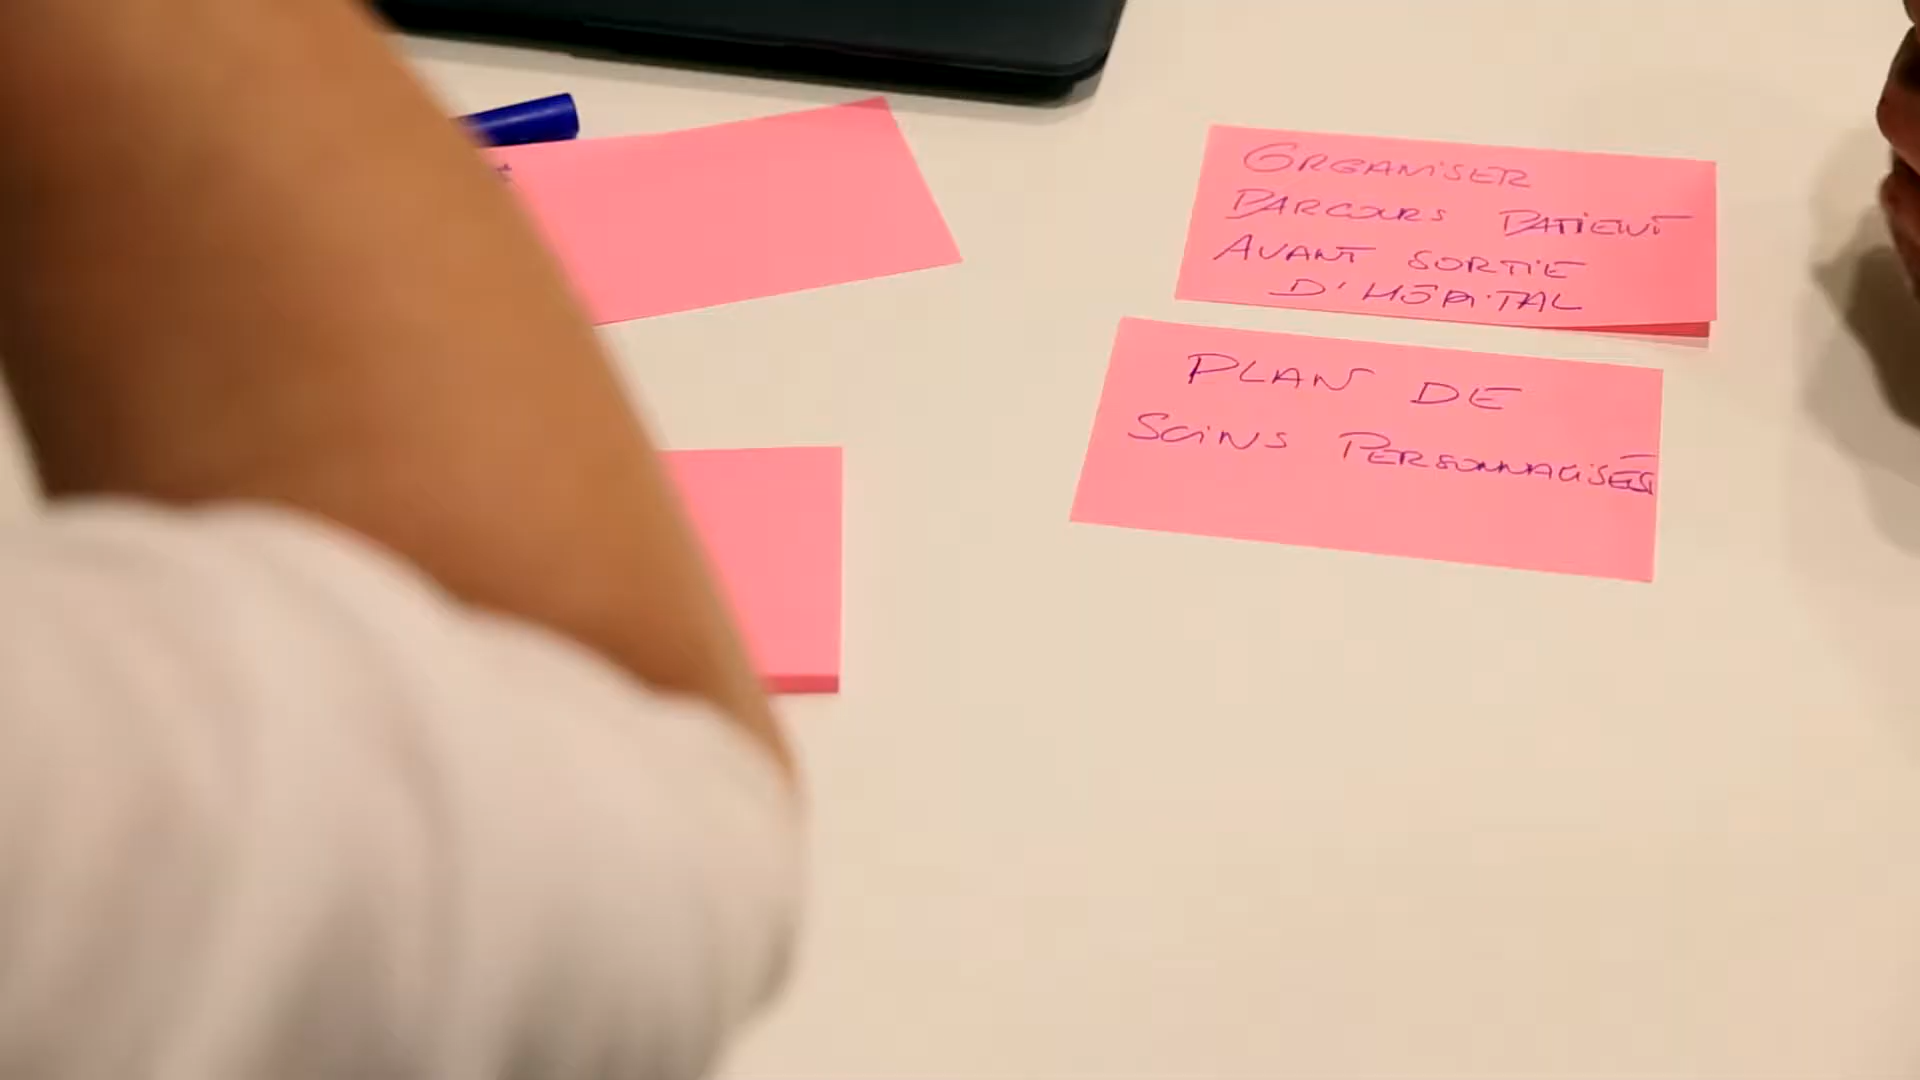 ORGANISER
PARCOURS PATIENT
AVANT SORTIE
D'HÔPITAL
PLAN DE
SOINS PERSONNALISÉS